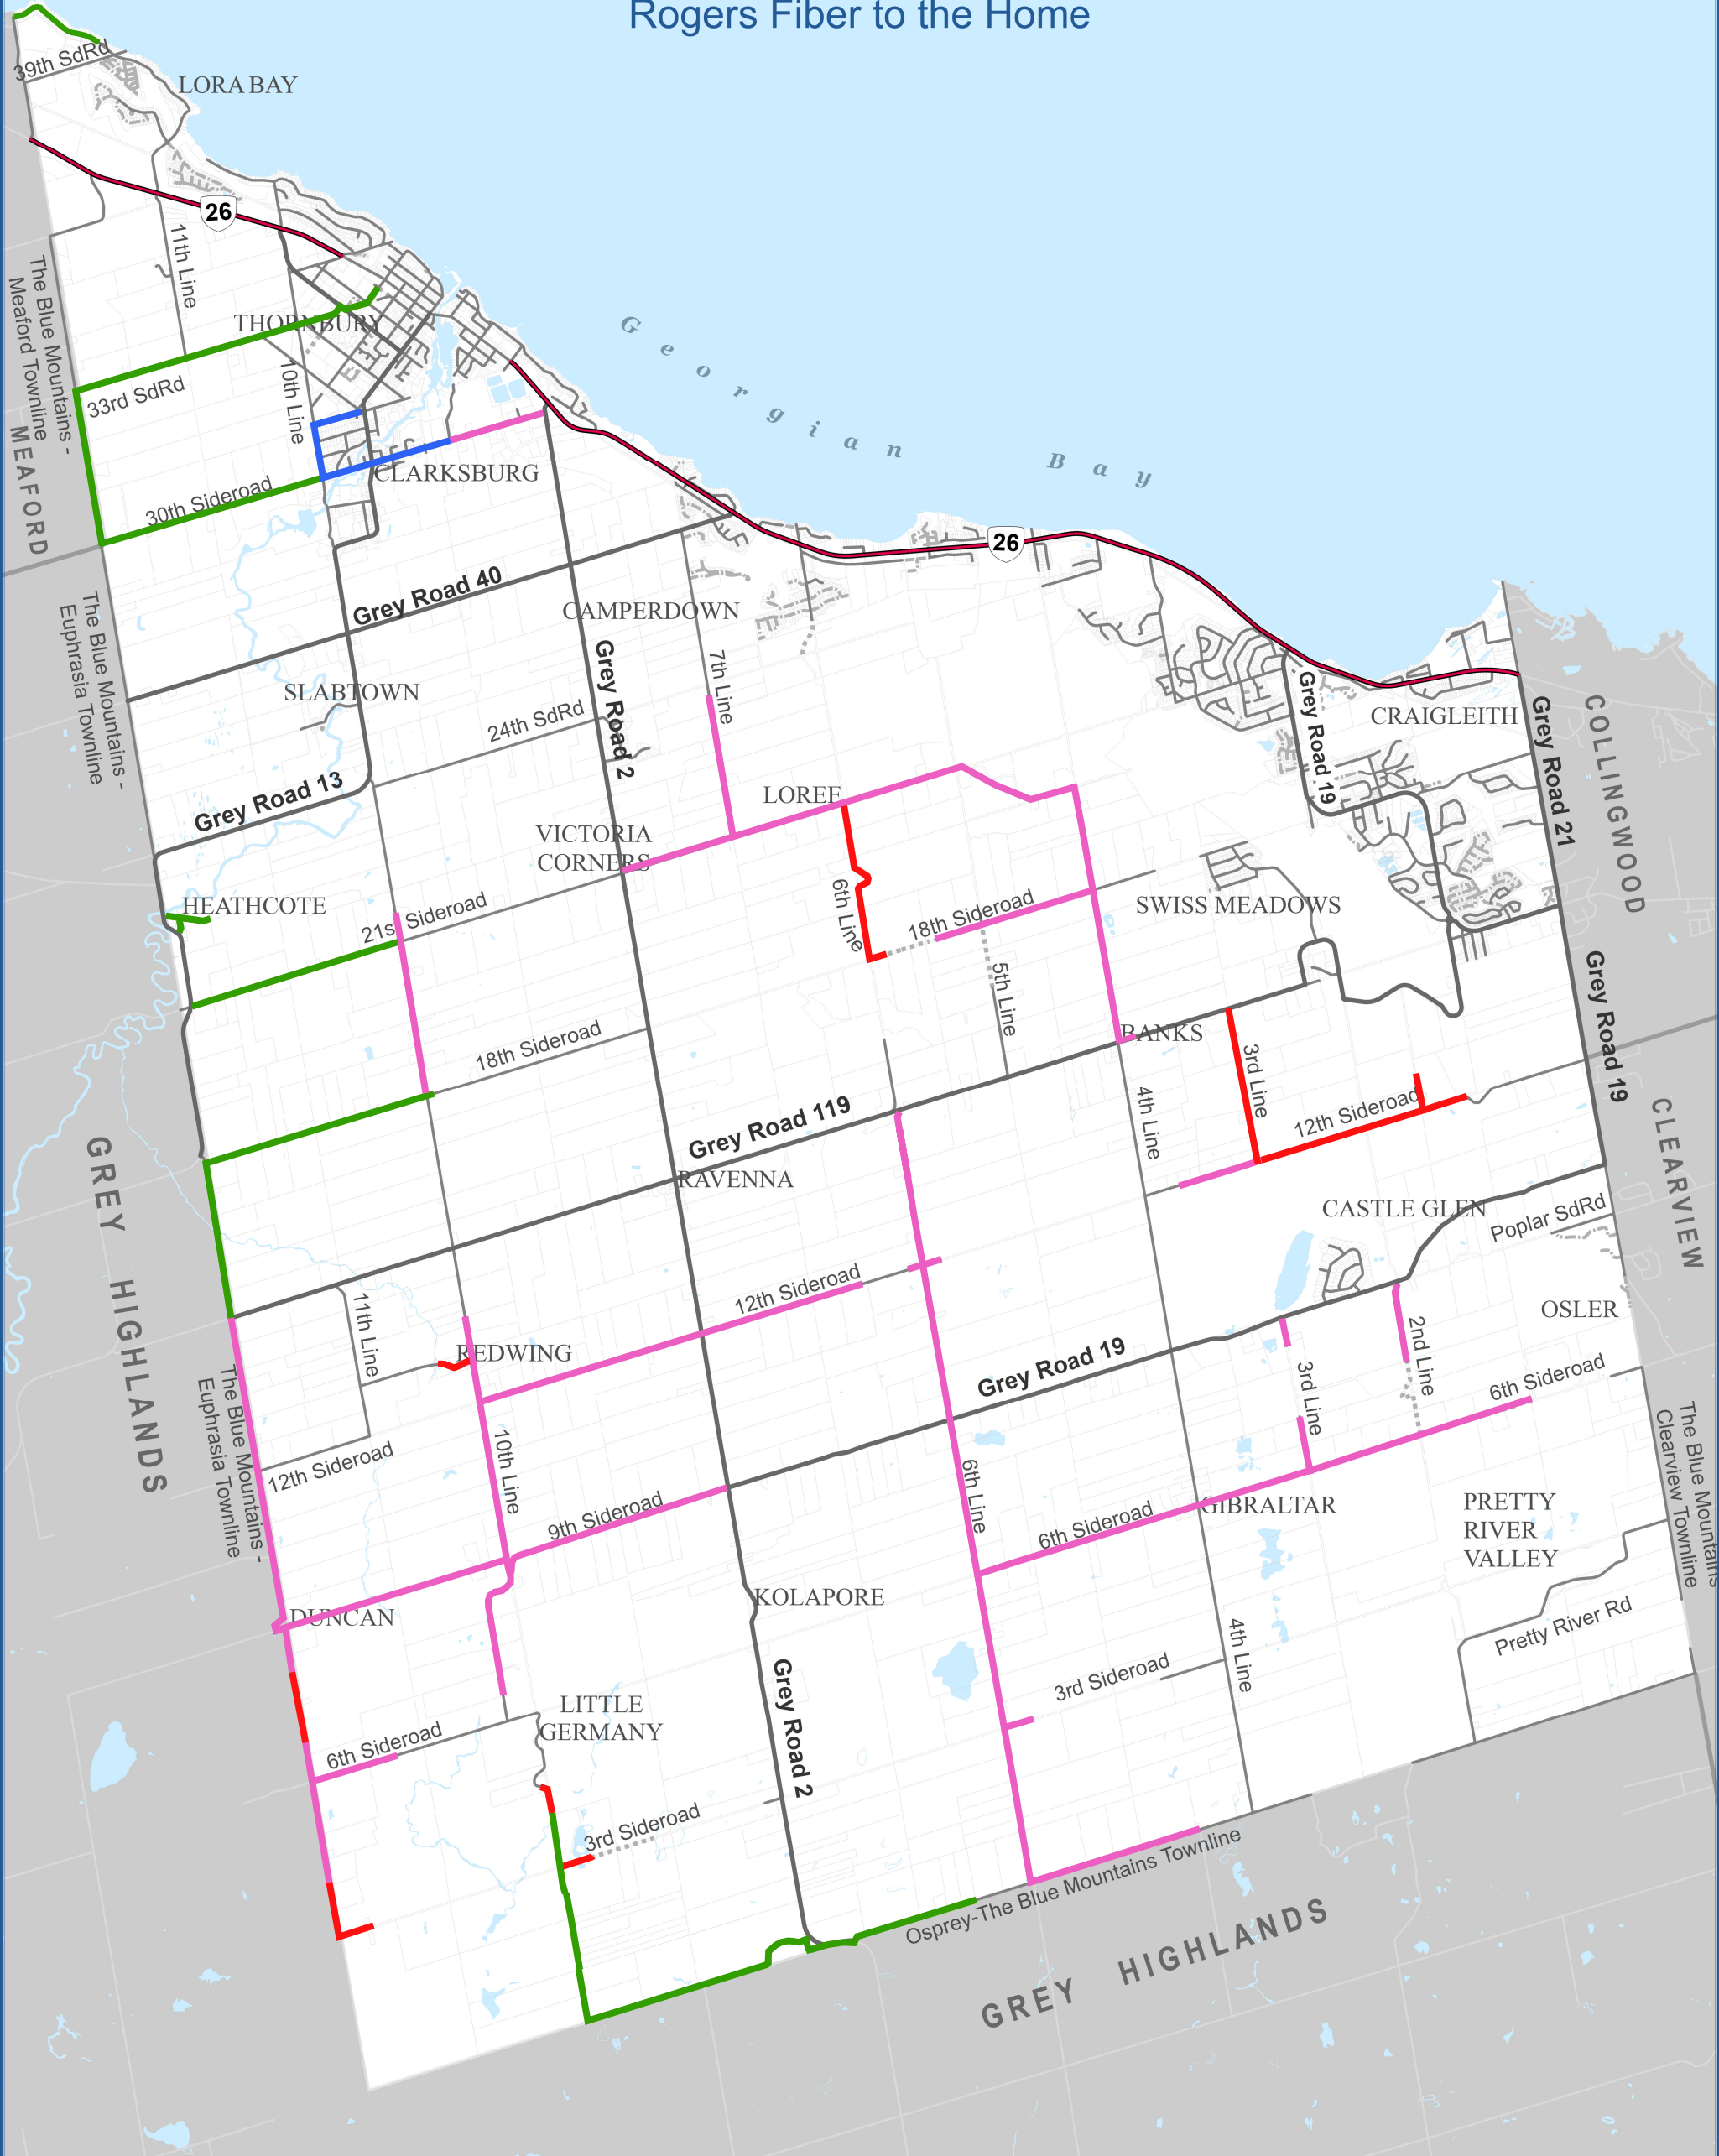 Rogers Fiber to the Home
39th SdRd
LORA BAY
26
11th Line
The Blue Mountains -
Meaford Townline
THORNBURY
Georgian Bay
33rd SdRd
10th Line
MEAFORD
CLARKSBURG
30th Sideroad
26
Grey Road 40
CAMPERDOWN
The Blue Mountains -
Euphrasia Townline
SLABTOWN
Grey Road 2
7th Line
24th SdRd
Grey Road 19
CRAIGLEITH
Grey Road 21
COLLINGWOOD
Grey Road 13
LOREE
VICTORIA
CORNERS
HEATHCOTE
21st Sideroad
6th Line
18th Sideroad
SWISS MEADOWS
5th Line
Grey Road 19
18th Sideroad
BANKS
3rd Line
4th Line
12th Sideroad
Grey Road 119
RAVENNA
GREY HIGHLANDS
CLEARVIEW
CASTLE GLEN
Poplar SdRd
12th Sideroad
11th Line
REDWING
OSLER
Grey Road 19
2nd Line
3rd Line
6th Sideroad
The Blue Mountains -
Euphrasia Townline
12th Sideroad
10th Line
6th Line
9th Sideroad
6th Sideroad
GIBRALTAR
PRETTY
RIVER
VALLEY
The Blue Mountains
Clearview Townline
DUNCAN
KOLAPORE
Pretty River Rd
4th Line
3rd Sideroad
LITTLE
GERMANY
Grey Road 2
6th Sideroad
3rd Sideroad
Osprey-The Blue Mountains Townline
GREY HIGHLANDS